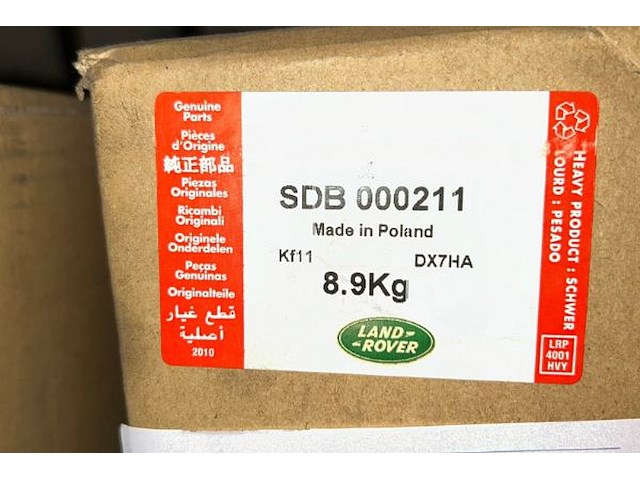 Genuine
Parts
Pièces
d'Origine
純正部品
Piezas
Originales
Ricambi
Originali
Originele
Onderdelen
Peças
Genuinas
Originalteile
قطع غيار
أصلية
2010
SDB 000211
Made in Poland
Kf11
DX7HA
8.9Kg
LAND-
-ROVER
HEAVY PRODUCT : SCHWER
LOURD : PESADO
LRP
4001
HVY